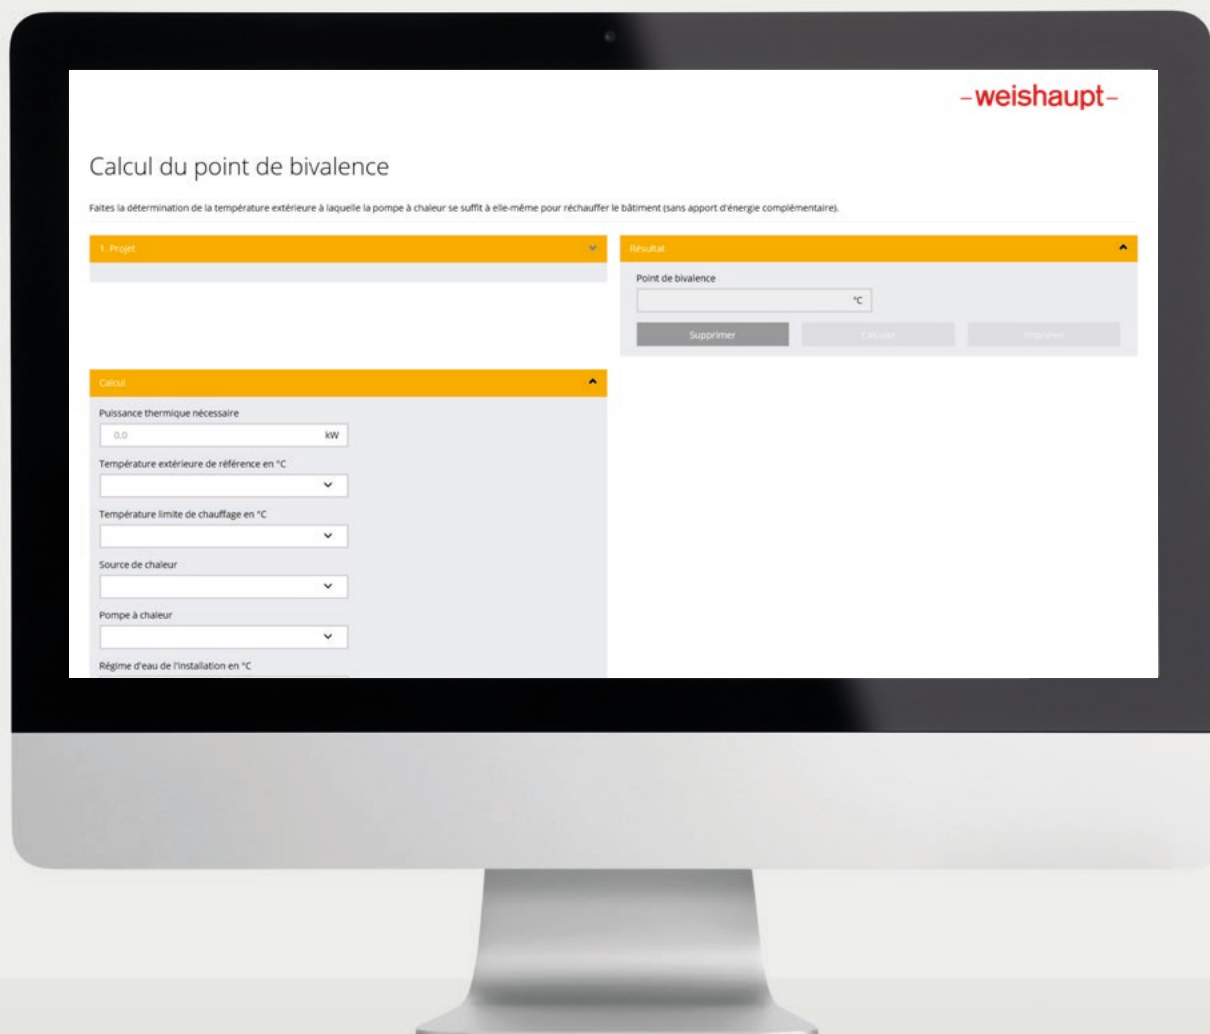 -weishaupt-
Calcul du point de bivalence
Faites la détermination de la température extérieure à laquelle la pompe à chaleur se suffit à elle-même pour réchauffer le bâtiment (sans apport d'énergie complémentaire).
1. Projet
Résultat
Point de bivalence
°C
Supprimer
Calculer
Imprimer
Calcul
Puissance thermique nécessaire
0,0 kW
Température extérieure de référence en °C
Température limite de chauffage en °C
Source de chaleur
Pompe à chaleur
Régime d'eau de l'installation en °C